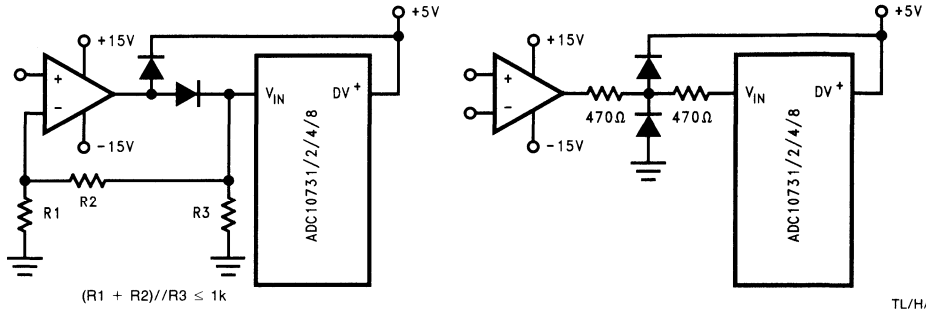 +5V
+15V
+
−
-15V
V_IN
DV+
ADC10731/2/4/8
R1
R2
R3
(R1 + R2)//R3 ≤ 1k
+5V
+15V
+
−
-15V
470Ω
470Ω
V_IN
DV+
ADC10731/2/4/8
TL/H/